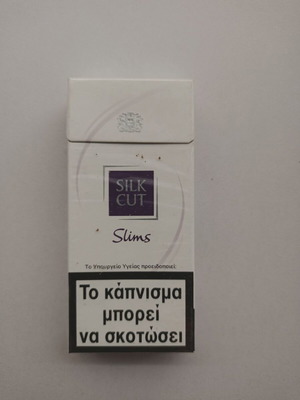 SILK
CUT
Slims
Το Υπουργείο Υγείας προειδοποιεί
Το κάπνισμα
μπορεί
να σκοτώσει